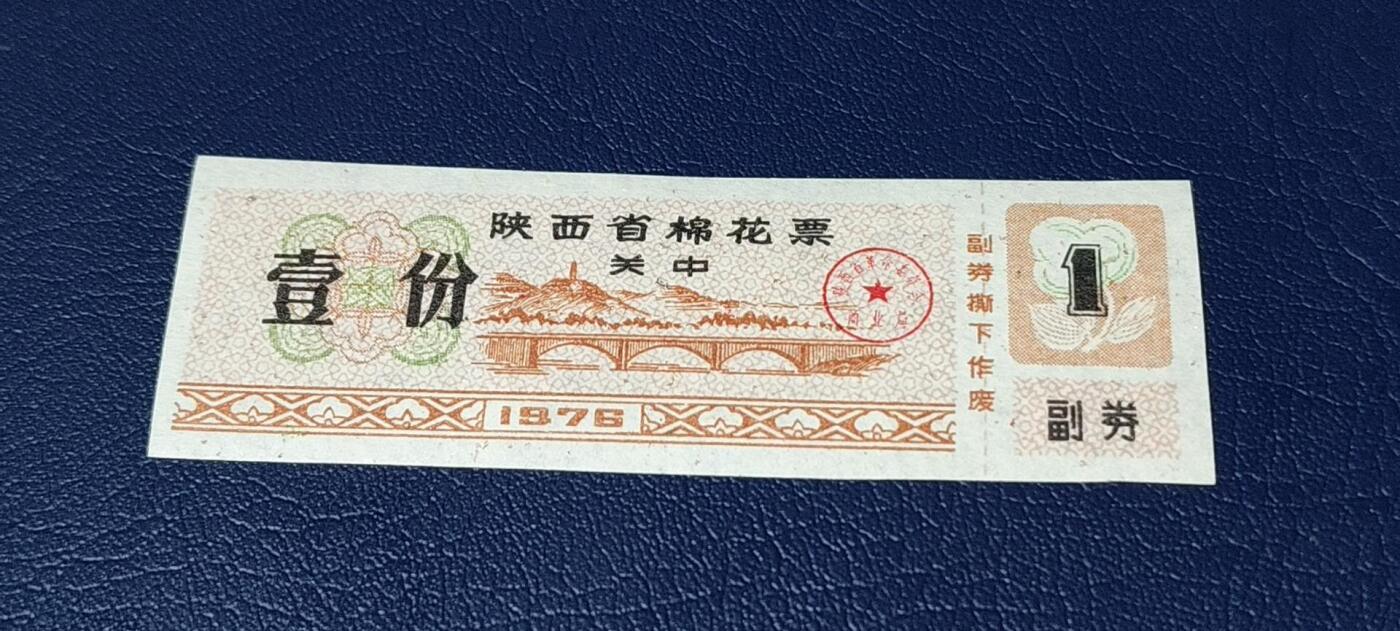 陕西省棉花票
关中
壹份
1976
副券撕下作废
1
副券